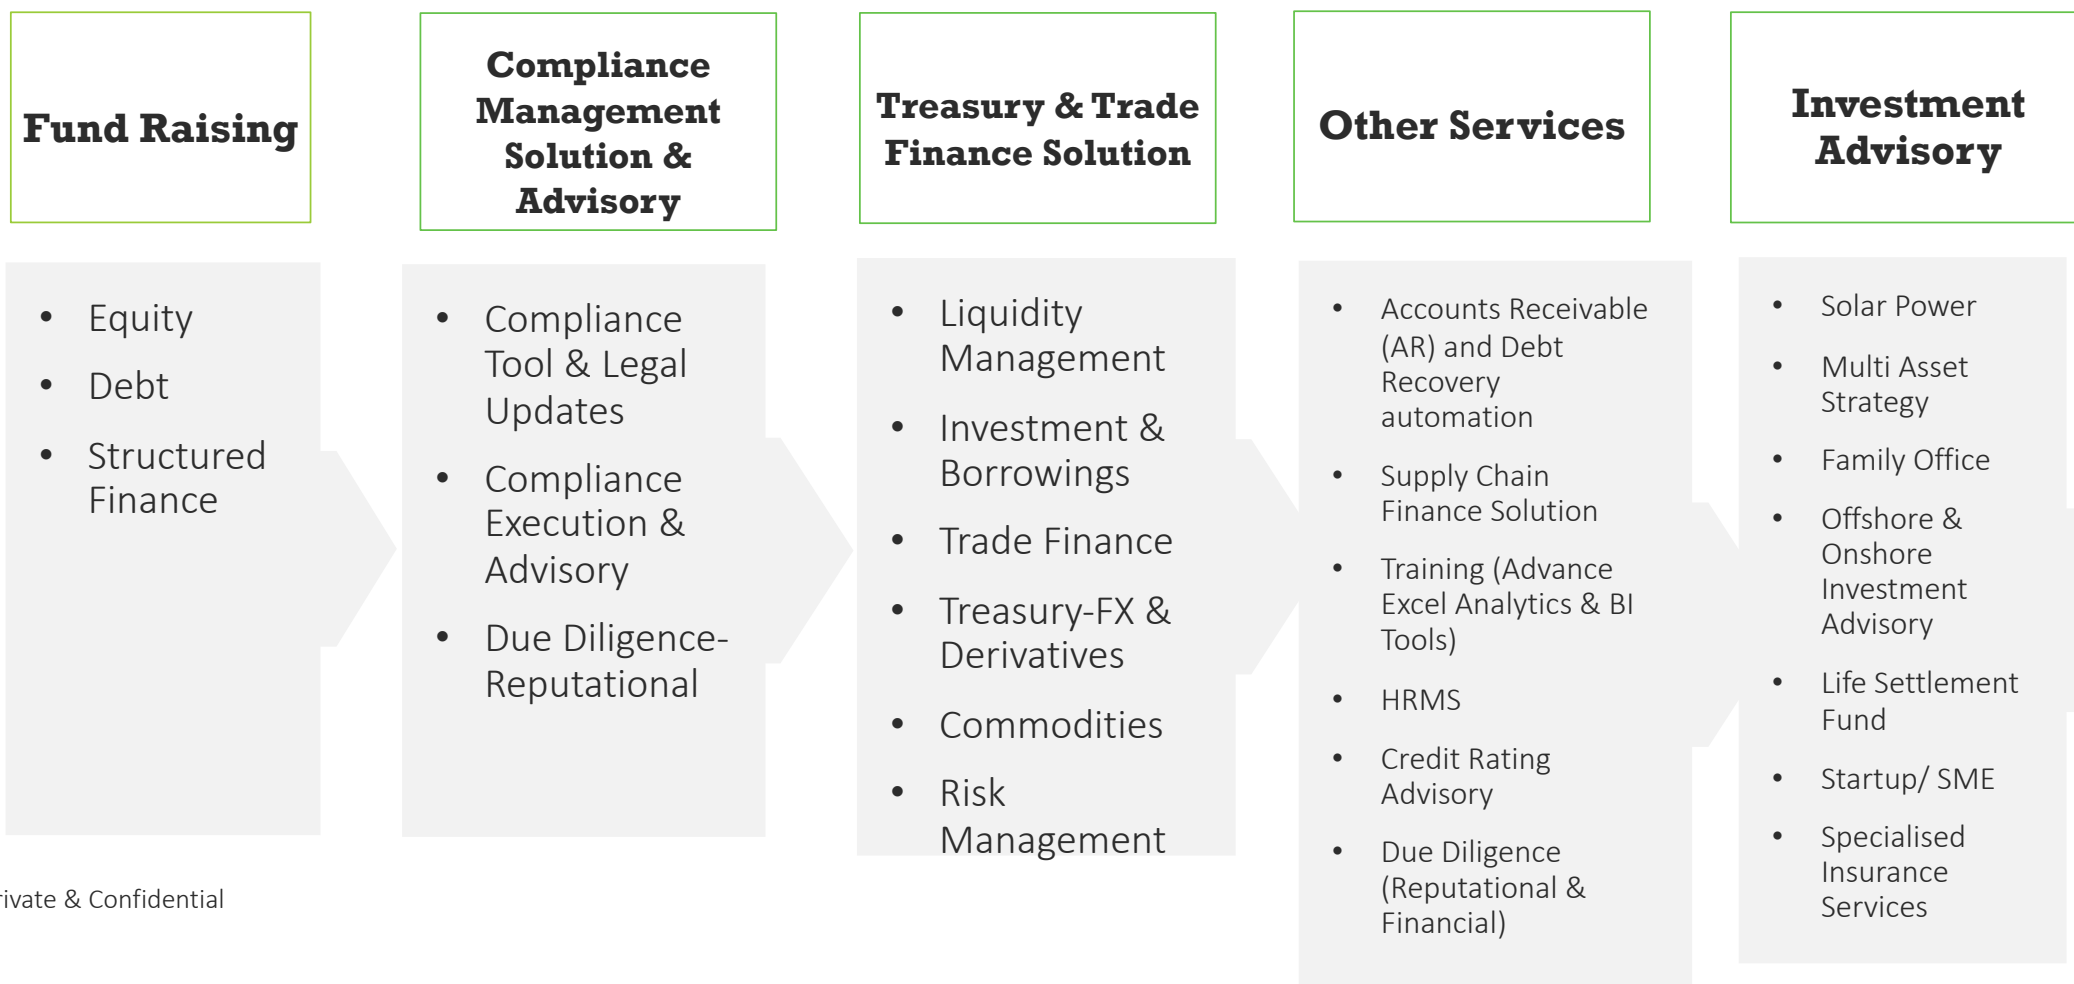 Fund Raising
Compliance
Management
Solution &
Advisory
Treasury & Trade
Finance Solution
Other Services
Investment
Advisory
• Equity
• Debt
• Structured
Finance
• Compliance
Tool & Legal
Updates
• Compliance
Execution &
Advisory
• Due Diligence-
Reputational
• Liquidity
Management
• Investment &
Borrowings
• Trade Finance
• Treasury-FX &
Derivatives
• Commodities
• Risk
Management
• Accounts Receivable
(AR) and Debt
Recovery
automation
• Supply Chain
Finance Solution
• Training (Advance
Excel Analytics & BI
Tools)
• HRMS
• Credit Rating
Advisory
• Due Diligence
(Reputational &
Financial)
• Solar Power
• Multi Asset
Strategy
• Family Office
• Offshore &
Onshore
Investment
Advisory
• Life Settlement
Fund
• Startup/ SME
• Specialised
Insurance
Services
rivate & Confidential